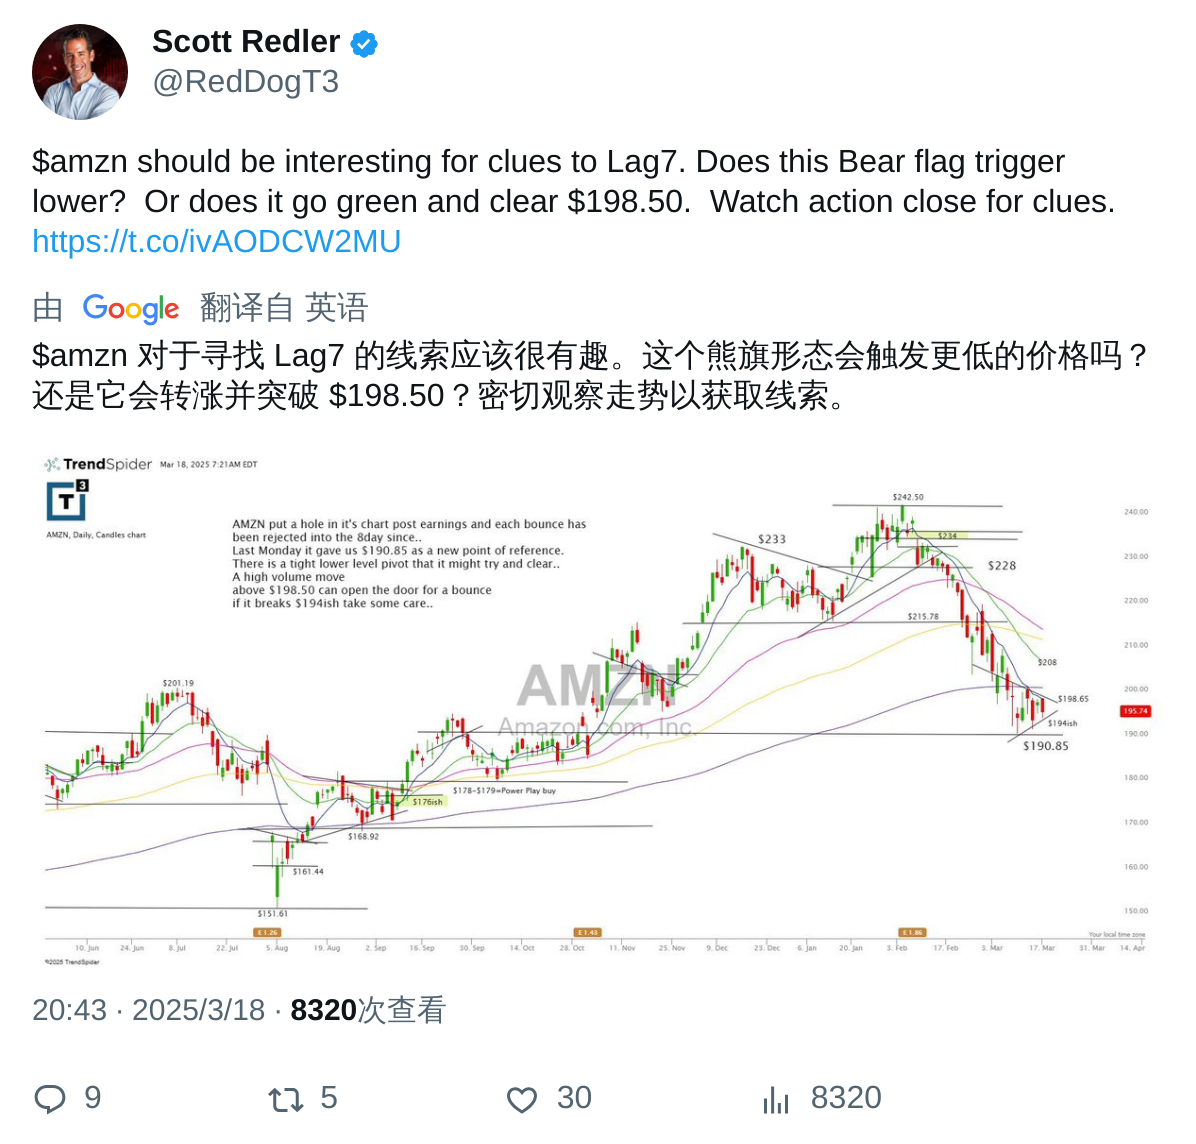 Scott Redler
@RedDogT3
$amzn should be interesting for clues to Lag7. Does this Bear flag trigger
lower?  Or does it go green and clear $198.50.  Watch action close for clues.
https://t.co/ivAODCW2MU
由 Google 翻译自 英语
$amzn 对于寻找 Lag7 的线索应该很有趣。这个熊旗形态会触发更低的价格吗？
还是它会转涨并突破 $198.50？密切观察走势以获取线索。
TrendSpider Mar 18, 2025 7:21AM EDT
T3
AMZN, Daily, Candles chart
AMZN put a hole in it's chart post earnings and each bounce has
been rejected into the 8day since..
Last Monday it gave us $190.85 as a new point of reference.
There is a tight lower level pivot that it might try and clear..
A high volume move
above $198.50 can open the door for a bounce
if it breaks $194ish take some care..
$242.50
240.00
$234
$233
230.00
$228
220.00
$215.78
210.00
$208
AMZN
Amazon.com, Inc.
$201.19
200.00
$198.65
195.74
$194ish
190.00
$190.85
180.00
$178-$179=Power Play buy
$176ish
170.00
$168.92
$161.44
160.00
$151.61
150.00
E 1.26
E 1.43
E 1.86
Your local time zone
10. Jun 24. Jun 8. Jul 22. Jul 5. Aug 19. Aug 2. Sep 16. Sep 30. Sep 14. Oct 28. Oct 11. Nov 25. Nov 9. Dec 23. Dec 6. Jan 20. Jan 3. Feb 17. Feb 3. Mar 17. Mar 31. Mar 14. Apr
©2025 TrendSpider
20:43 · 2025/3/18 · 8320次查看
9 5 30 8320